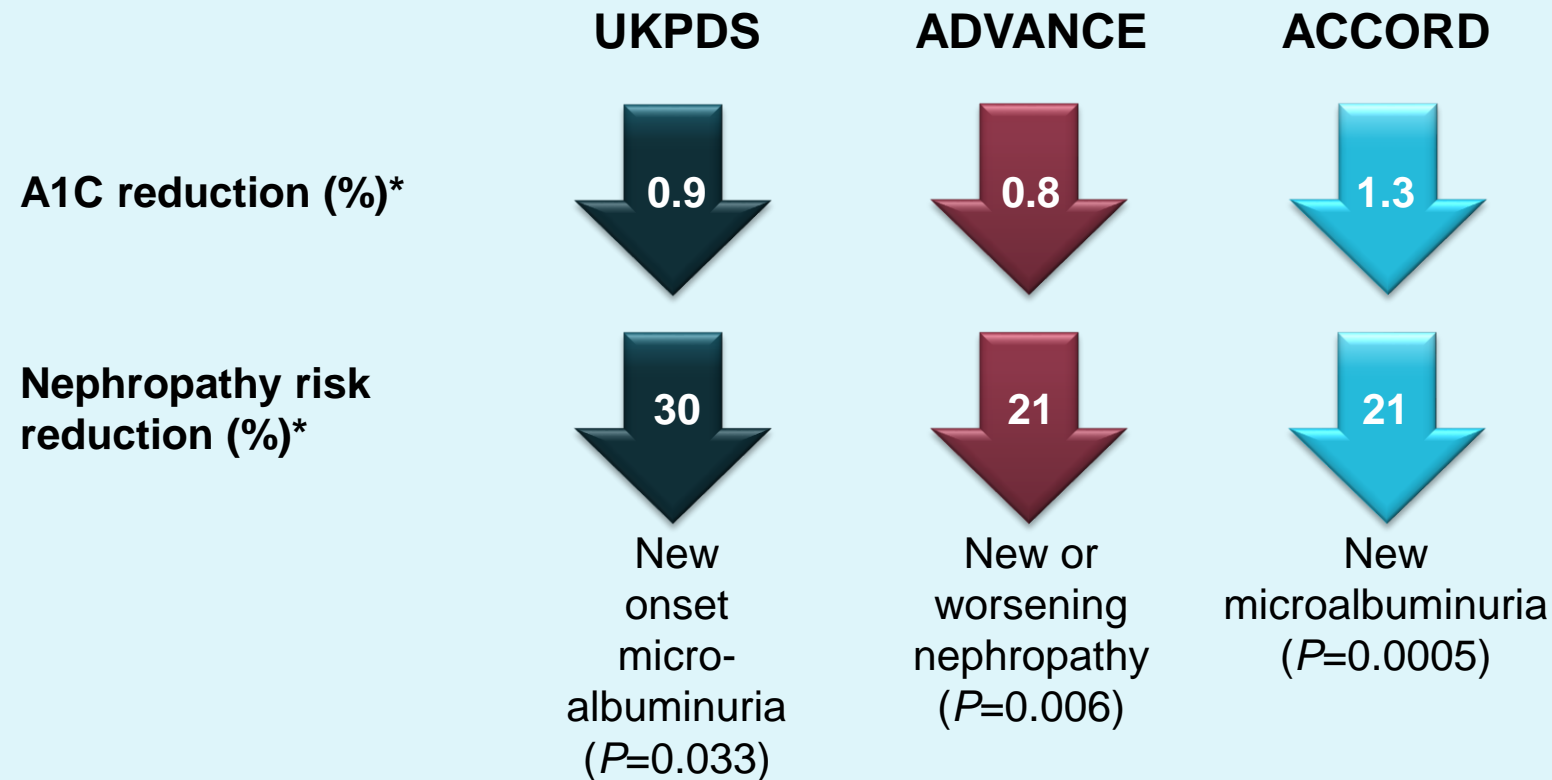 UKPDS ADVANCE ACCORD
A1C reduction (%)* 0.9 0.8 1.3
Nephropathy risk
reduction (%)*
30 21 21
New
onset
micro-
albuminuria
(P=0.033)
New or
worsening
nephropathy
(P=0.006)
New
microalbuminuria
(P=0.0005)